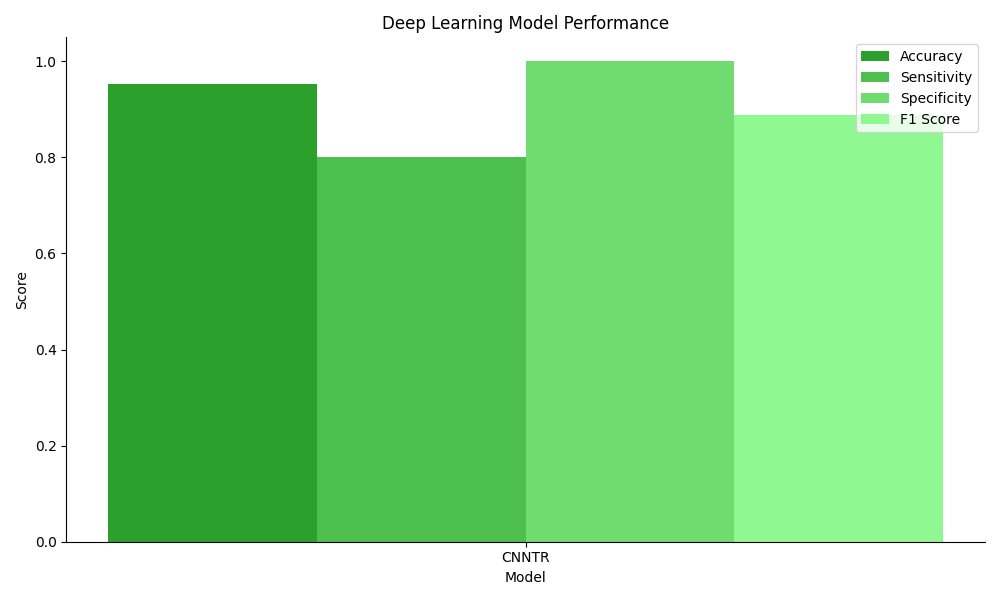 Deep Learning Model Performance
Accuracy
Sensitivity
Specificity
F1 Score
Score
1.0
0.8
0.6
0.4
0.2
0.0
CNNTR
Model